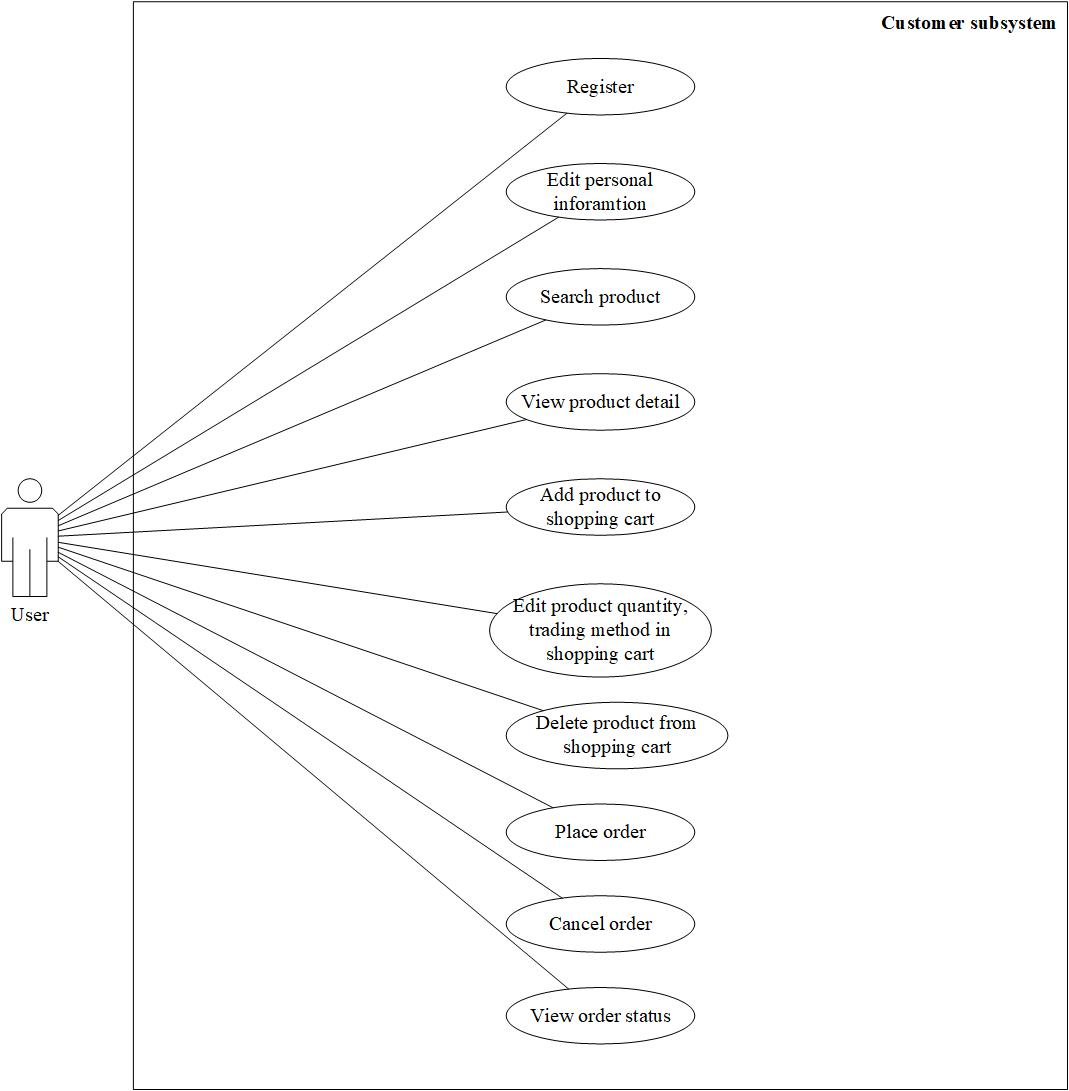 Customer subsystem
Register
Edit personal
inforamtion
Search product
View product detail
Add product to
shopping cart
User
Edit product quantity,
trading method in
shopping cart
Delete product from
shopping cart
Place order
Cancel order
View order status